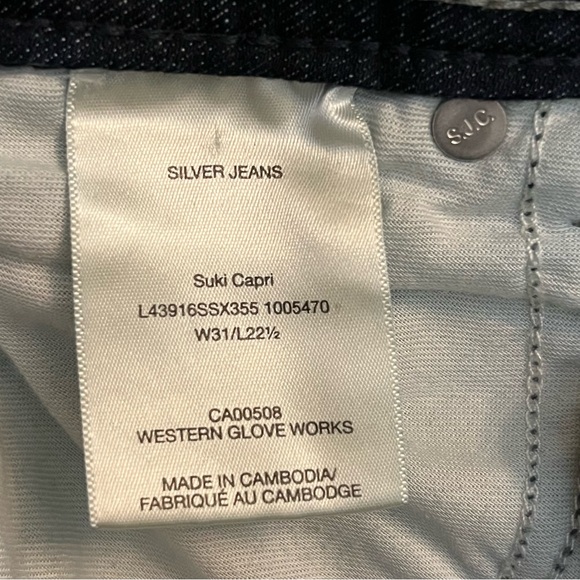 S.J.C.
SILVER JEANS
Suki Capri
L43916SSX355 1005470
W31/L22½
CA00508
WESTERN GLOVE WORKS
MADE IN CAMBODIA/
FABRIQUÉ AU CAMBODGE